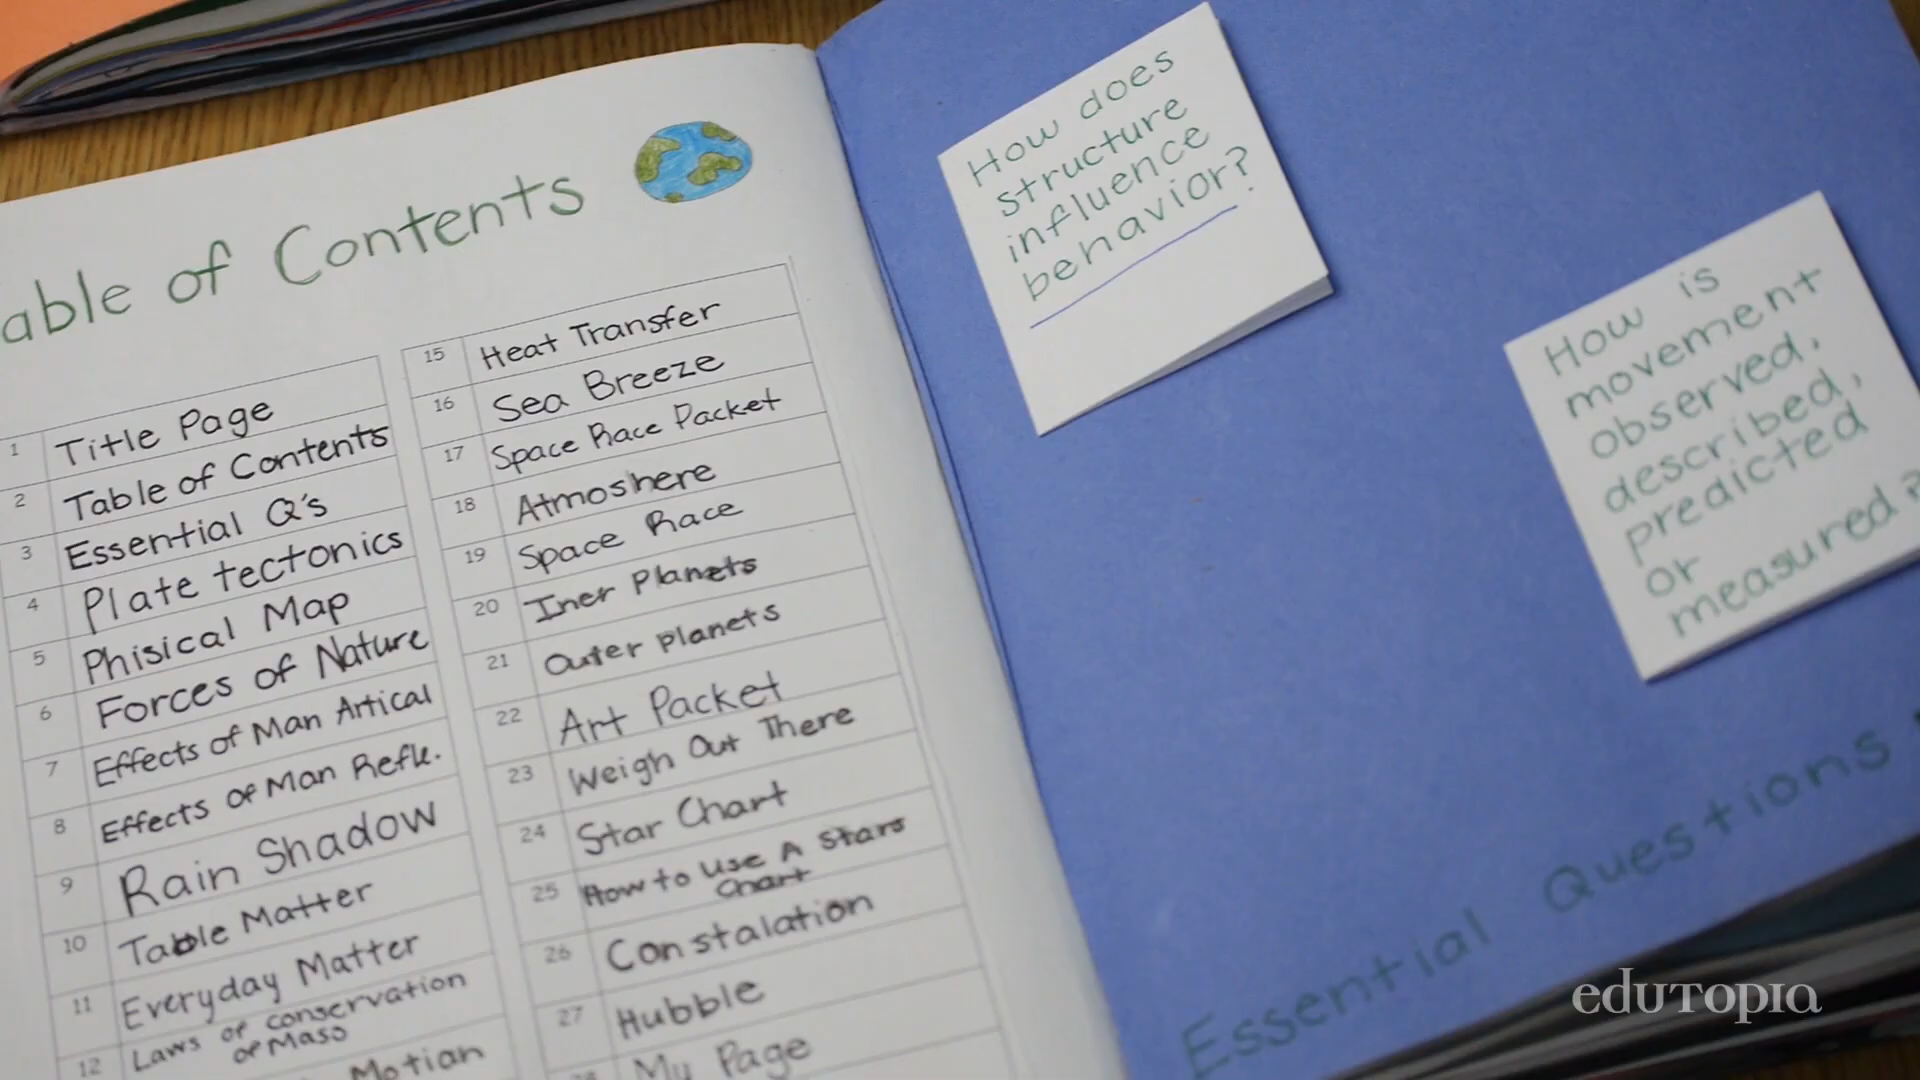 able of Contents
1 Title Page
2 Table of Contents
3 Essential Q's
4 Plate tectonics
5 Phisical Map
6 Forces of Nature
7 Effects of Man Artical
8 Effects of Man Refle.
9 Rain Shadow
10 Table Matter
11 Everyday Matter
12 Laws of conservation
of Mass
Motian
15 Heat Transfer
16 Sea Breeze
17 Space Race Packet
18 Atmoshere
19 Space Race
20 Iner Planets
21 Outer planets
22 Art Packet
23 Weigh Out There
24 Star Chart
25 How to Use A Stars
Chart
26 Constalation
27 Hubble
28 My Page
How does
structure
influence
behavior?
How is
movement
observed,
described,
predicted
or
measured?
Essential Questions
edutopia